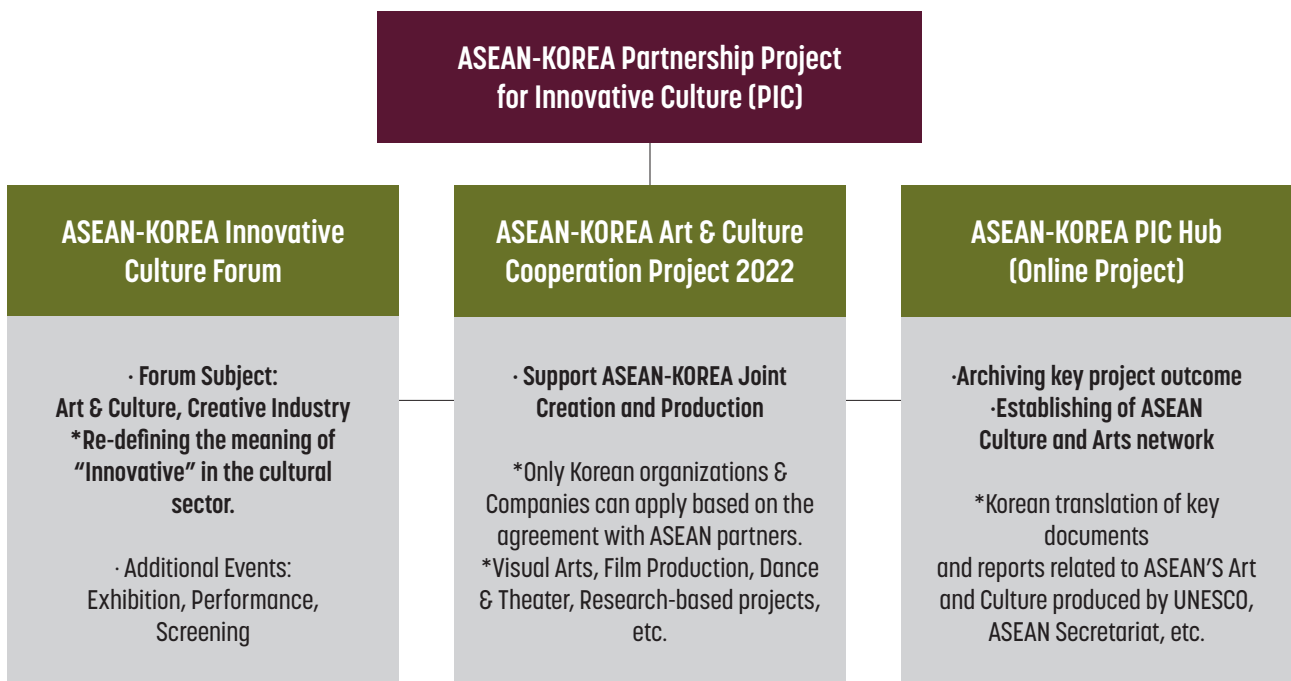 ASEAN-KOREA Partnership Project
for Innovative Culture (PIC)
ASEAN-KOREA Innovative
Culture Forum
· Forum Subject:
Art & Culture, Creative Industry
*Re-defining the meaning of
“Innovative” in the cultural
sector.
· Additional Events:
Exhibition, Performance,
Screening
ASEAN-KOREA Art & Culture
Cooperation Project 2022
· Support ASEAN-KOREA Joint
Creation and Production
*Only Korean organizations &
Companies can apply based on the
agreement with ASEAN partners.
*Visual Arts, Film Production, Dance
& Theater, Research-based projects,
etc.
ASEAN-KOREA PIC Hub
(Online Project)
·Archiving key project outcome
·Establishing of ASEAN
Culture and Arts network
*Korean translation of key
documents
and reports related to ASEAN’S Art
and Culture produced by UNESCO,
ASEAN Secretariat, etc.